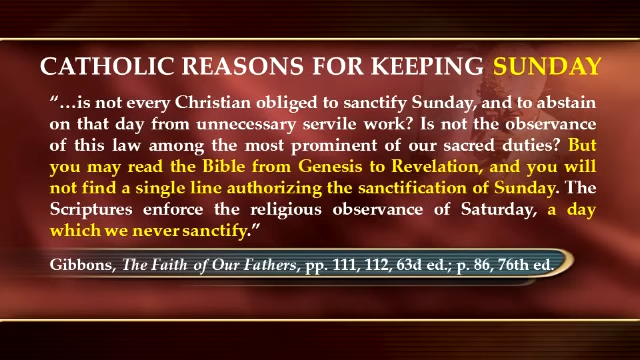 CATHOLIC REASONS FOR KEEPING SUNDAY
“…is not every Christian obliged to sanctify Sunday, and to abstain
on that day from unnecessary servile work? Is not the observance
of this law among the most prominent of our sacred duties? But
you may read the Bible from Genesis to Revelation, and you will
not find a single line authorizing the sanctification of Sunday. The
Scriptures enforce the religious observance of Saturday, a day
which we never sanctify.”
Gibbons, The Faith of Our Fathers, pp. 111, 112, 63d ed.; p. 86, 76th ed.